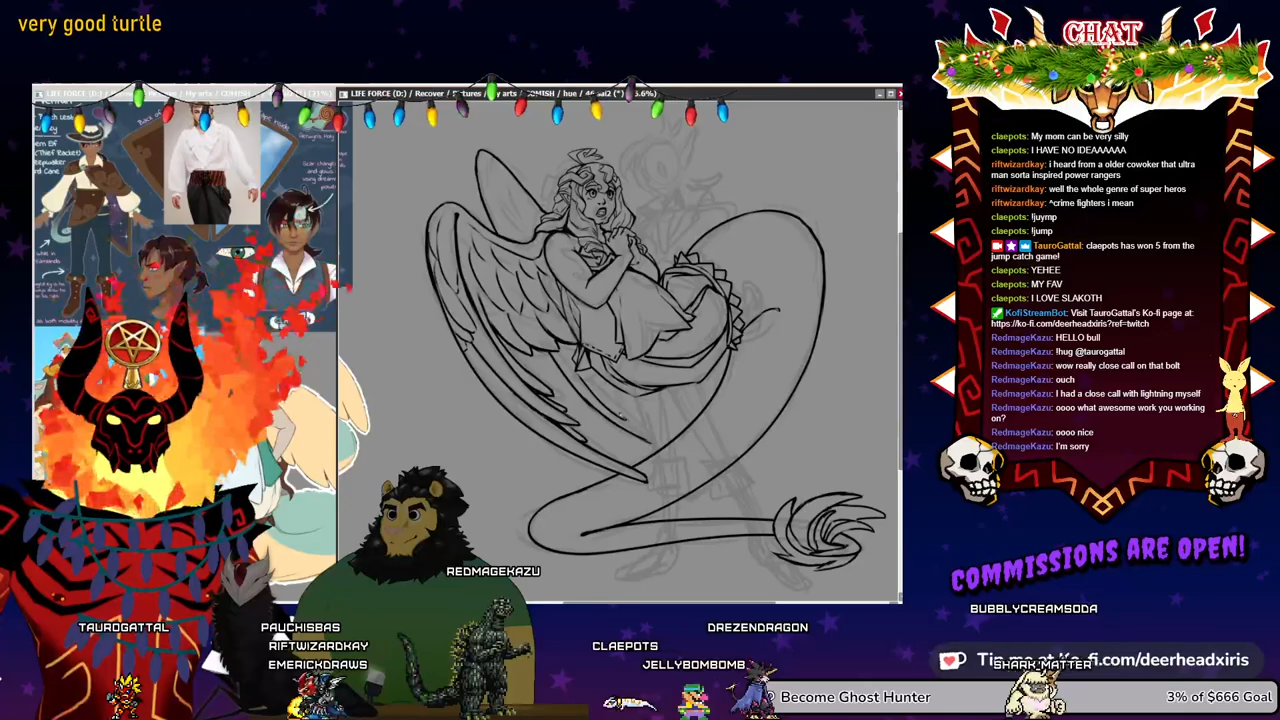 very good turtle
CHAT
LIFE FORCE (D:) / Recover /
LIFE FORCE (D:) / Recover / Pictures / My arts / COMISH / hue /
claepots: My mom can be very silly
claepots: I HAVE NO IDEAAAAAA
riftwizardkay: i heard from a older cowoker that ultra
man sorta inspired power rangers
riftwizardkay: well the whole genre of super heros
riftwizardkay: ^crime fighters i mean
claepots: !juymp
claepots: !jump
TauroGattal: claepots has won 5 from the
jump catch game!
claepots: YEHEE
claepots: MY FAV
claepots: I LOVE SLAKOTH
KofiStreamBot: Visit TauroGattal's Ko-fi page at:
https://ko-fi.com/deerheadxiris?ref=twitch
RedmageKazu: HELLO bull
RedmageKazu: !hug @taurogattal
RedmageKazu: wow really close call on that bolt
RedmageKazu: ouch
RedmageKazu: I had a close call with lightning myself
RedmageKazu: oooo what awesome work you working
on?
RedmageKazu: oooo nice
RedmageKazu: I'm sorry
COMMISSIONS ARE OPEN!
REDMAGEKAZU
BUBBLYCREAMSODA
TAUROGATTAL
PAUCHISBAS
DREZENDRAGON
RIFTWIZARDKAY
CLAEPOTS
EMERICKDRAWS
JELLYBOMBOMB
SHARK MATTER
Tip me at ko-fi.com/deerheadxiris
Become Ghost Hunter
3% of $666 Goal